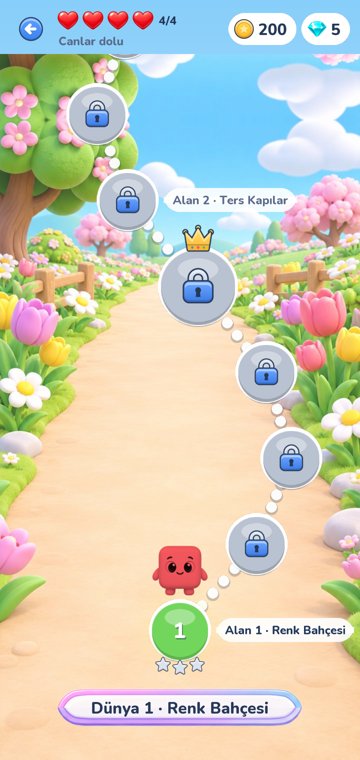 4/4
Canlar dolu
200
5
Alan 2 · Ters Kapılar
1
Alan 1 · Renk Bahçesi
Dünya 1 · Renk Bahçesi